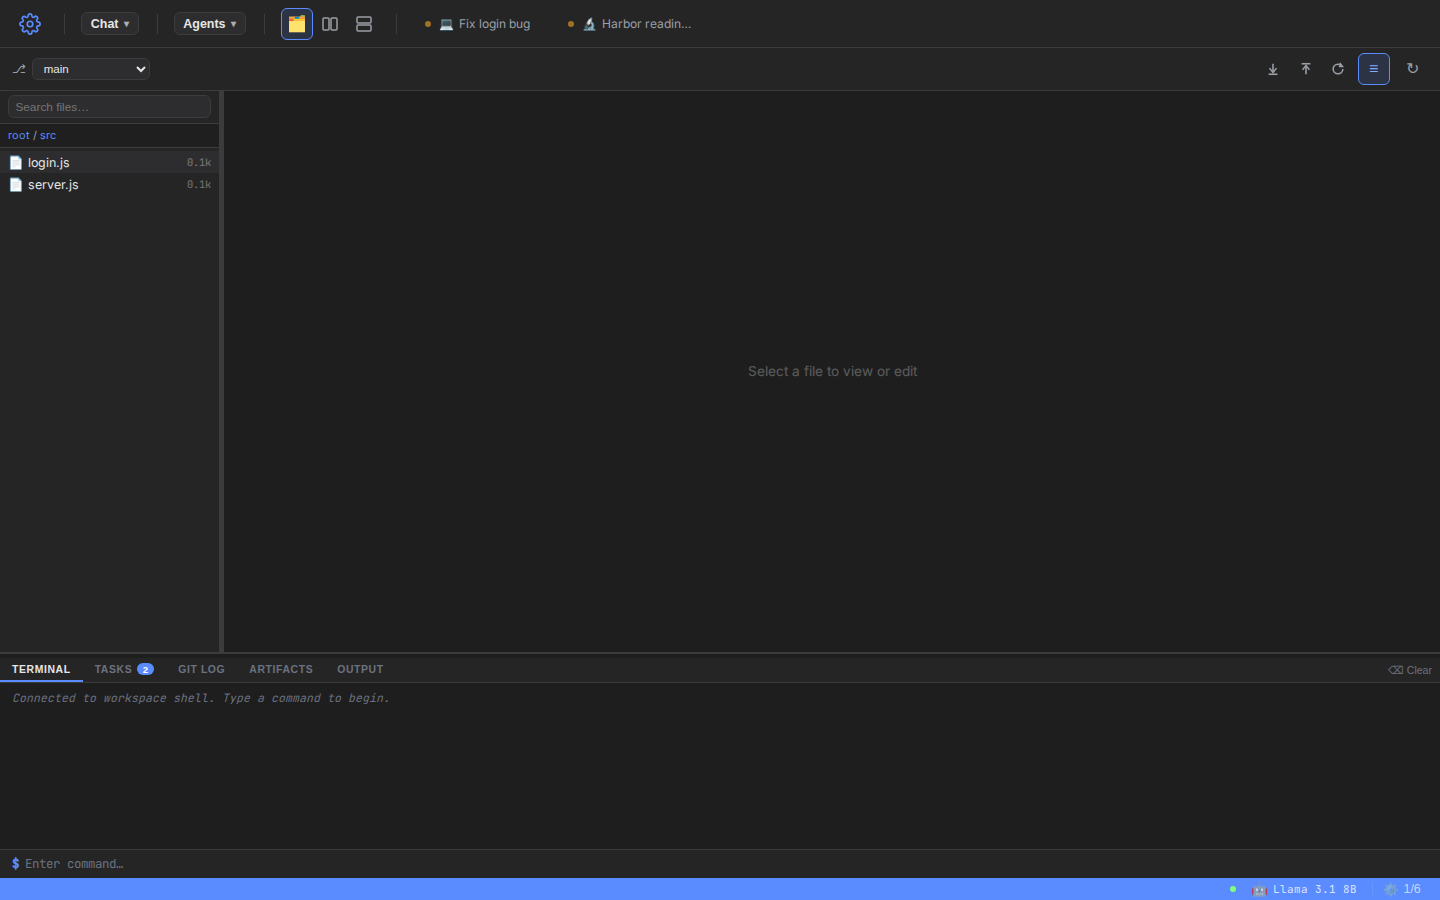 Chat ▾
Agents ▾
Fix login bug
Harbor readin...
main
Search files…
root / src
login.js 0.1k
server.js 0.1k
Select a file to view or edit
TERMINAL
TASKS 2
GIT LOG
ARTIFACTS
OUTPUT
⌫ Clear
Connected to workspace shell. Type a command to begin.
$ Enter command…
Llama 3.1 8B
1/6